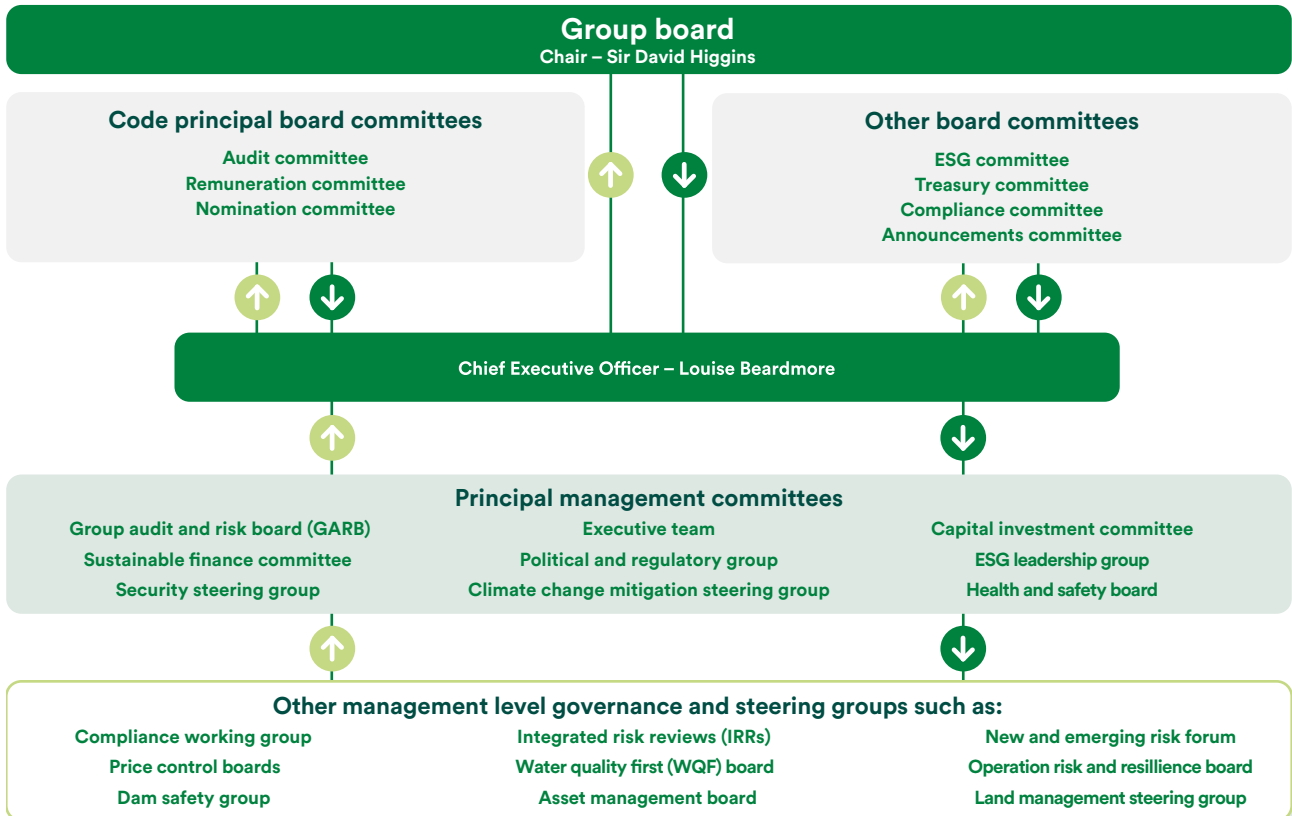 Group board
Chair – Sir David Higgins
Code principal board committees
Audit committee
Remuneration committee
Nomination committee
Other board committees
ESG committee
Treasury committee
Compliance committee
Announcements committee
Chief Executive Officer – Louise Beardmore
Principal management committees
Group audit and risk board (GARB)
Sustainable finance committee
Security steering group
Executive team
Political and regulatory group
Climate change mitigation steering group
Capital investment committee
ESG leadership group
Health and safety board
Other management level governance and steering groups such as:
Compliance working group
Price control boards
Dam safety group
Integrated risk reviews (IRRs)
Water quality first (WQF) board
Asset management board
New and emerging risk forum
Operation risk and resillience board
Land management steering group